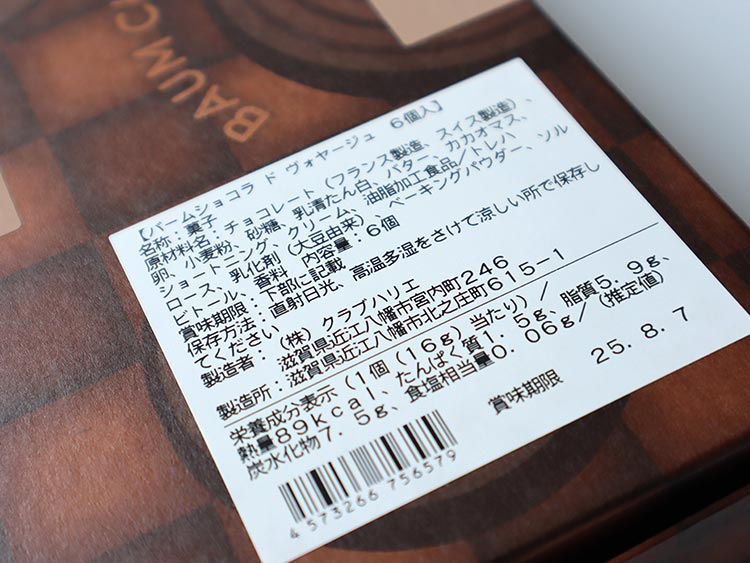 BAUM C
【バームショコラ ド ヴォヤージュ 6個入】
名称：菓子
原材料名：チョコレート（フランス製造、スイス製造）、
卵、小麦粉、砂糖、乳清たん白、バター、カカオマス、
ショートニング、クリーム、油脂加工食品／トレハ
ロース、乳化剤（大豆由来）、ベーキングパウダー、ソル
ビトール、香料 内容量：6個
賞味期限：下部に記載
保存方法：直射日光、高温多湿をさけて涼しい所で保存し
てください
製造者：（株）クラブハリエ
滋賀県近江八幡市宮内町246
製造所：滋賀県近江八幡市北之庄町615-1
栄養成分表示（1個（16g）当たり）／
熱量89kcal、たんぱく質1.5g、脂質5.9g、
炭水化物7.5g、食塩相当量0.06g／（推定値）
賞味期限 25.8.7
4573266756579